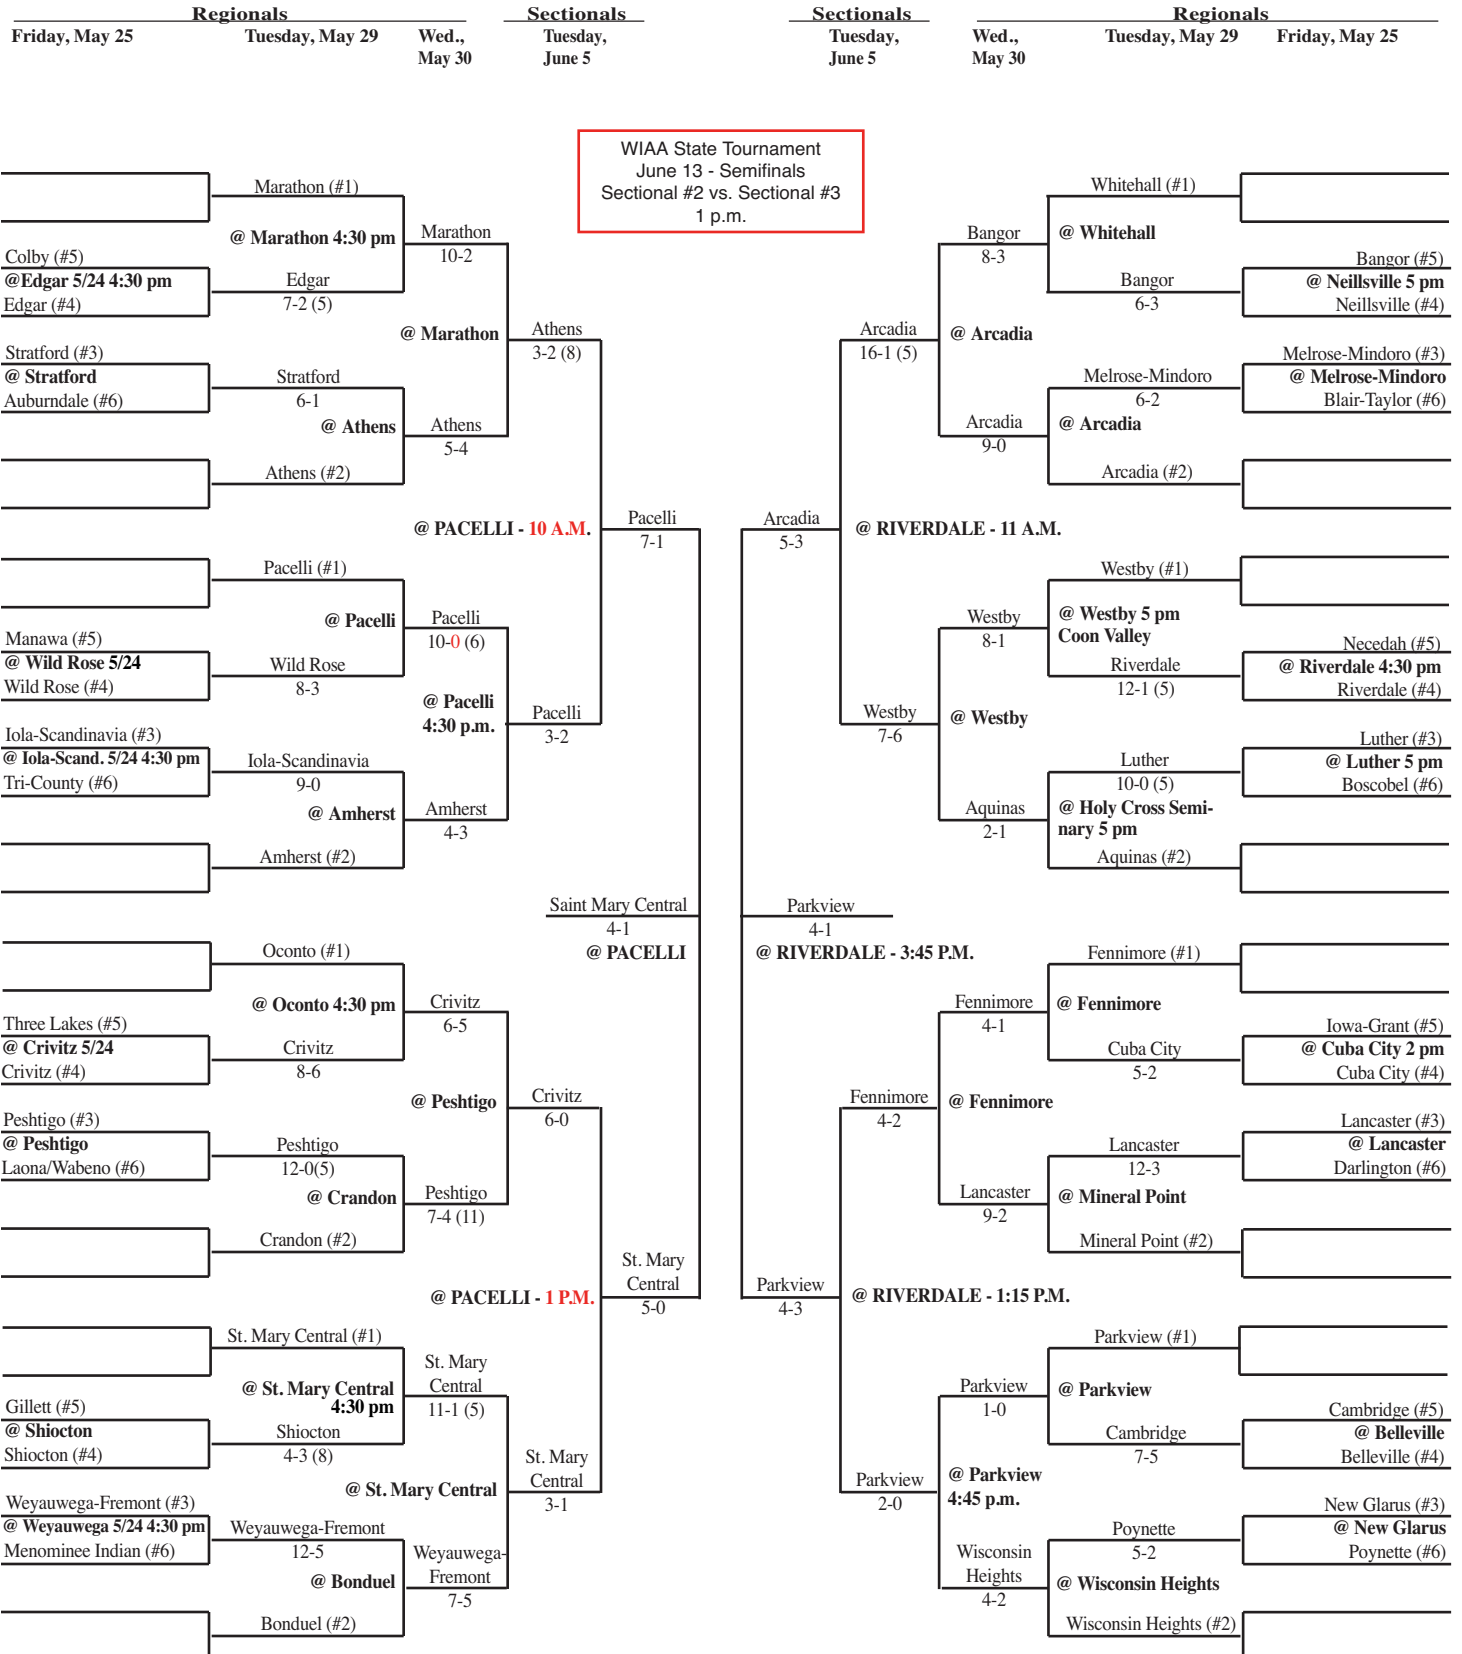 Regionals
Sectionals
Sectionals
Regionals
Friday, May 25
Tuesday, May 29
Wed.,
May 30
Tuesday,
June 5
Tuesday,
June 5
Wed.,
May 30
Tuesday, May 29
Friday, May 25
WIAA State Tournament
June 13 - Semifinals
Sectional #2 vs. Sectional #3
1 p.m.
Marathon (#1)
@ Marathon 4:30 pm
Marathon
10-2
Colby (#5)
@Edgar 5/24 4:30 pm
Edgar (#4)
Edgar
7-2 (5)
@ Marathon
Athens
3-2 (8)
Stratford (#3)
@ Stratford
Auburndale (#6)
Stratford
6-1
@ Athens
Athens
5-4
Athens (#2)
@ PACELLI - 10 A.M.
Pacelli
7-1
Pacelli (#1)
@ Pacelli
Pacelli
10-0 (6)
Manawa (#5)
@ Wild Rose 5/24
Wild Rose (#4)
Wild Rose
8-3
@ Pacelli
4:30 p.m.
Pacelli
3-2
Iola-Scandinavia (#3)
@ Iola-Scand. 5/24 4:30 pm
Tri-County (#6)
Iola-Scandinavia
9-0
@ Amherst
Amherst
4-3
Amherst (#2)
Saint Mary Central
4-1
@ PACELLI
Oconto (#1)
@ Oconto 4:30 pm
Crivitz
6-5
Three Lakes (#5)
@ Crivitz 5/24
Crivitz (#4)
Crivitz
8-6
@ Peshtigo
Crivitz
6-0
Peshtigo (#3)
@ Peshtigo
Laona/Wabeno (#6)
Peshtigo
12-0(5)
@ Crandon
Peshtigo
7-4 (11)
Crandon (#2)
@ PACELLI - 1 P.M.
St. Mary
Central
5-0
St. Mary Central (#1)
@ St. Mary Central
4:30 pm
St. Mary
Central
11-1 (5)
Gillett (#5)
@ Shiocton
Shiocton (#4)
Shiocton
4-3 (8)
@ St. Mary Central
St. Mary
Central
3-1
Weyauwega-Fremont (#3)
@ Weyauwega 5/24 4:30 pm
Menominee Indian (#6)
Weyauwega-Fremont
12-5
@ Bonduel
Weyauwega-
Fremont
7-5
Bonduel (#2)
Whitehall (#1)
@ Whitehall
Bangor
8-3
Bangor (#5)
@ Neillsville 5 pm
Neillsville (#4)
Bangor
6-3
Arcadia
16-1 (5)
@ Arcadia
Melrose-Mindoro (#3)
@ Melrose-Mindoro
Blair-Taylor (#6)
Melrose-Mindoro
6-2
@ Arcadia
Arcadia
9-0
Arcadia (#2)
Arcadia
5-3
@ RIVERDALE - 11 A.M.
Westby (#1)
@ Westby 5 pm
Coon Valley
Westby
8-1
Necedah (#5)
@ Riverdale 4:30 pm
Riverdale (#4)
Riverdale
12-1 (5)
Westby
7-6
@ Westby
Luther (#3)
@ Luther 5 pm
Boscobel (#6)
Luther
10-0 (5)
@ Holy Cross Semi-
nary 5 pm
Aquinas
2-1
Aquinas (#2)
Parkview
4-1
@ RIVERDALE - 3:45 P.M.
Fennimore (#1)
@ Fennimore
Fennimore
4-1
Iowa-Grant (#5)
@ Cuba City 2 pm
Cuba City (#4)
Cuba City
5-2
Fennimore
4-2
@ Fennimore
Lancaster (#3)
@ Lancaster
Darlington (#6)
Lancaster
12-3
@ Mineral Point
Lancaster
9-2
Mineral Point (#2)
Parkview
4-3
@ RIVERDALE - 1:15 P.M.
Parkview (#1)
@ Parkview
Parkview
1-0
Cambridge (#5)
@ Belleville
Belleville (#4)
Cambridge
7-5
Parkview
2-0
@ Parkview
4:45 p.m.
New Glarus (#3)
@ New Glarus
Poynette (#6)
Poynette
5-2
@ Wisconsin Heights
Wisconsin
Heights
4-2
Wisconsin Heights (#2)